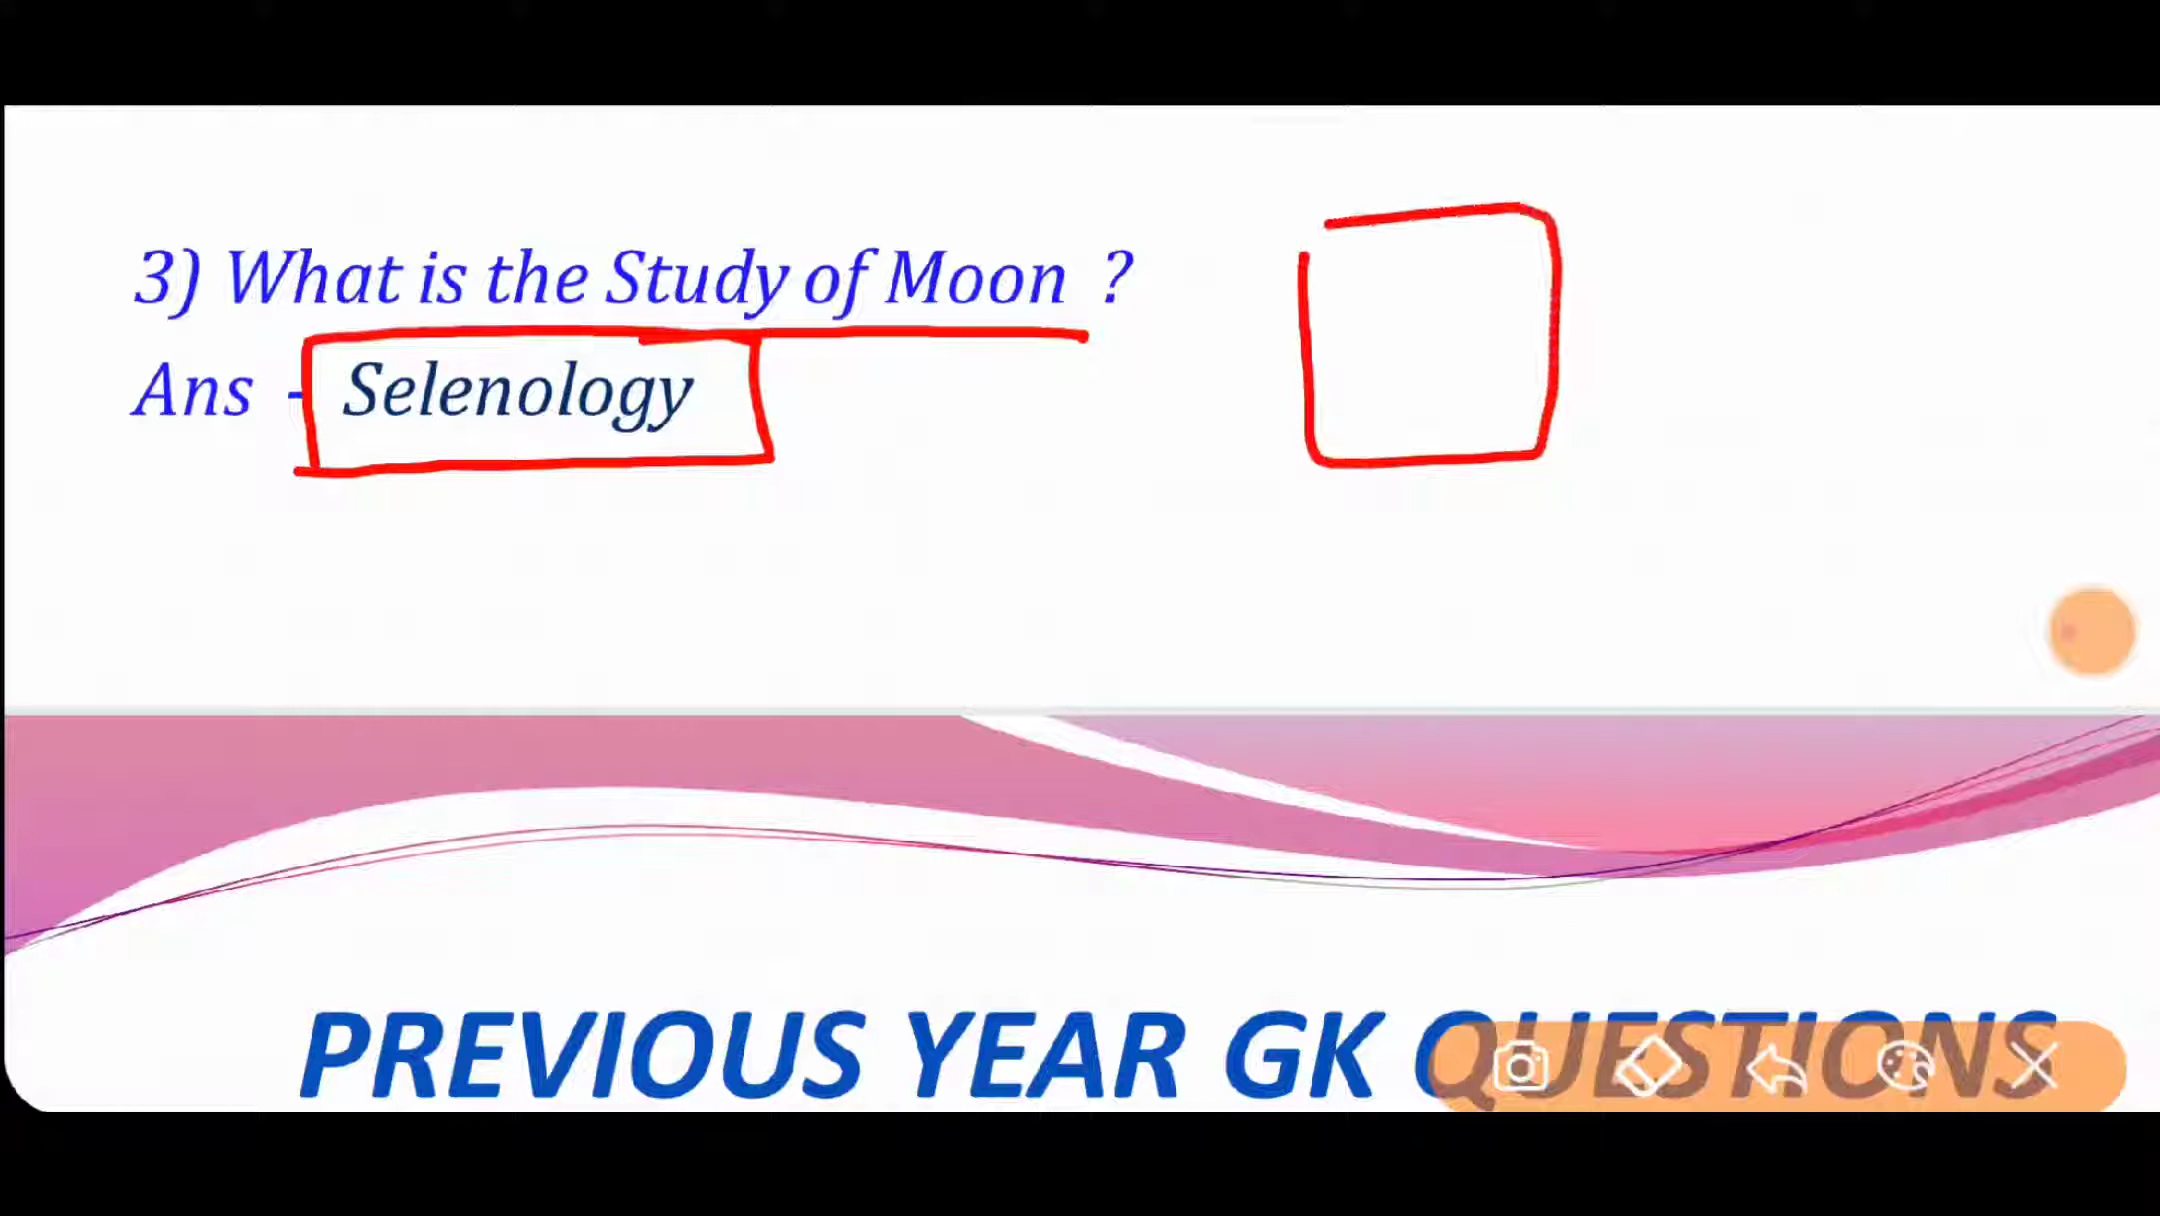 3) What is the Study of Moon ?
Ans - Selenology
PREVIOUS YEAR GK QUESTIONS